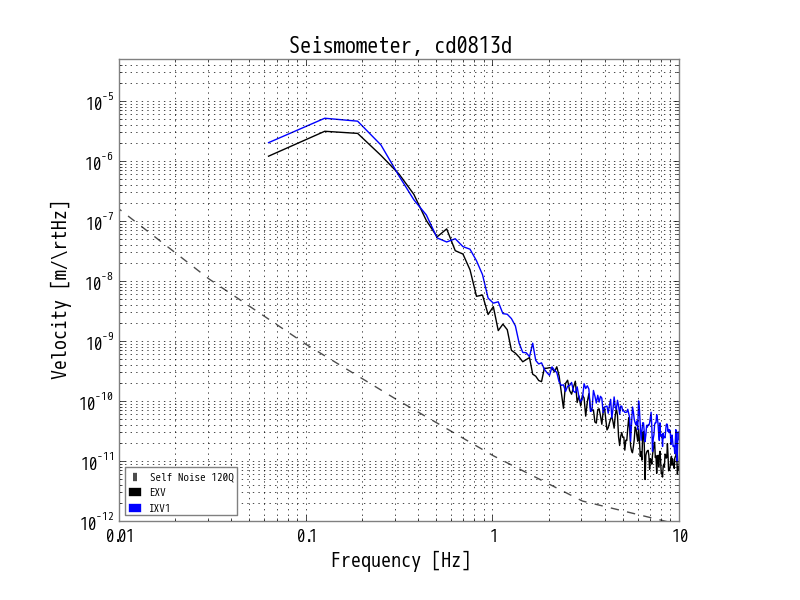 Seismometer, cd0813d
Velocity [m/\rtHz]
10-5
10-6
10-7
10-8
10-9
10-10
10-11
10-12
Self Noise 120Q
EXV
IXV1
0.01
0.1
1
10
Frequency [Hz]